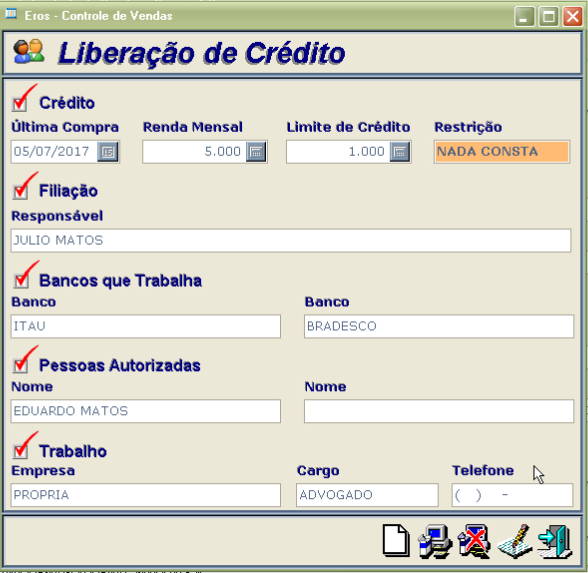 Eros - Controle de Vendas
Liberação de Crédito
Crédito
Última Compra Renda Mensal Limite de Crédito Restrição
05/07/2017 5.000 1.000 NADA CONSTA
Filiação
Responsável
JULIO MATOS
Bancos que Trabalha
Banco Banco
ITAU BRADESCO
Pessoas Autorizadas
Nome Nome
EDUARDO MATOS
Trabalho
Empresa Cargo Telefone
PROPRIA ADVOGADO ( ) -